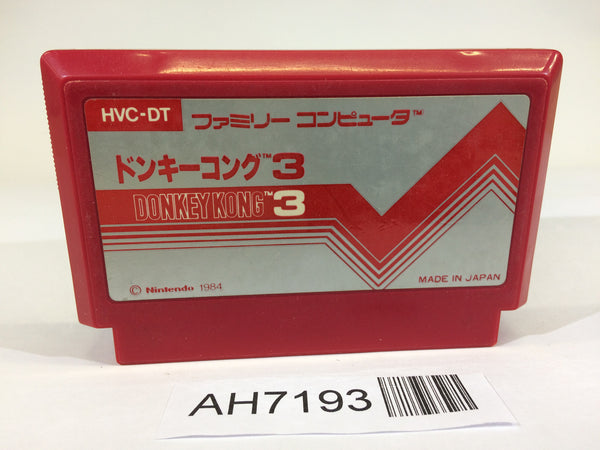 HVC-DT ファミリー コンピュータ™
ドンキーコング™3
DONKEY KONG™3
© Nintendo 1984
MADE IN JAPAN
AH7193